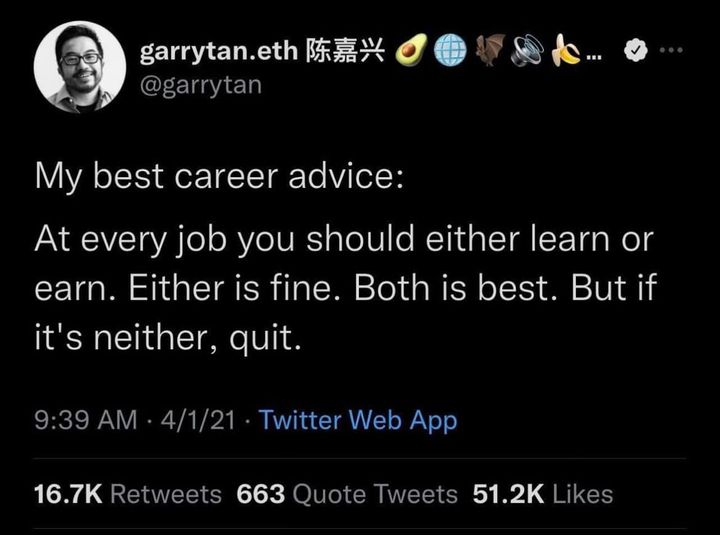 garrytan.eth 陈嘉兴 🥑🌐🦇🔊🍌...
@garrytan
My best career advice:
At every job you should either learn or
earn. Either is fine. Both is best. But if
it's neither, quit.
9:39 AM · 4/1/21 · Twitter Web App
16.7K Retweets 663 Quote Tweets 51.2K Likes